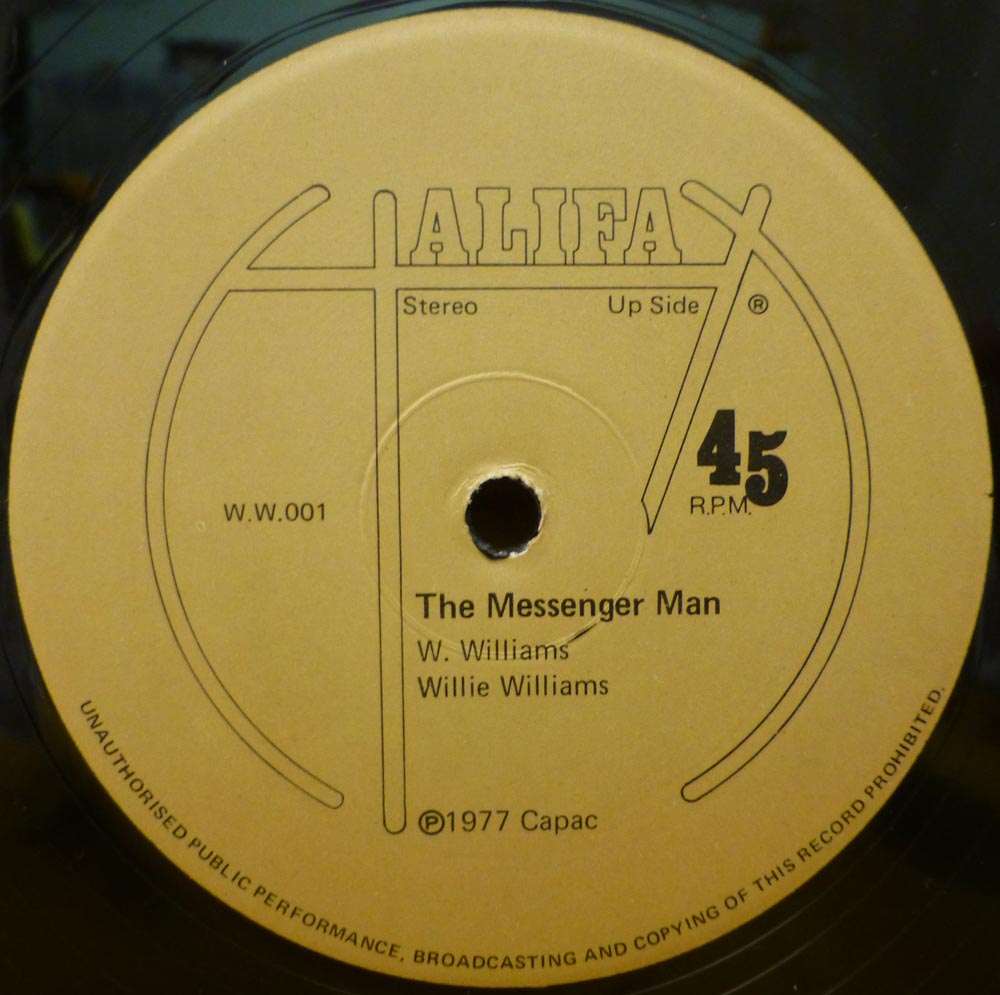 HALIFAX
Stereo Up Side ®
45
R.P.M.
W.W.001
The Messenger Man
W. Williams
Willie Williams
℗1977 Capac
UNAUTHORISED PUBLIC PERFORMANCE, BROADCASTING AND COPYING OF THIS RECORD PROHIBITED.